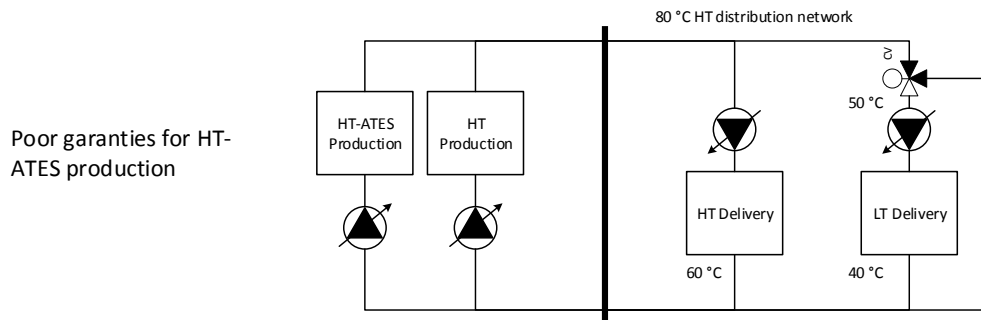 80 °C HT distribution network
CV
50 °C
HT-ATES
Production
HT
Production
Poor garanties for HT-
ATES production
HT Delivery
LT Delivery
60 °C
40 °C